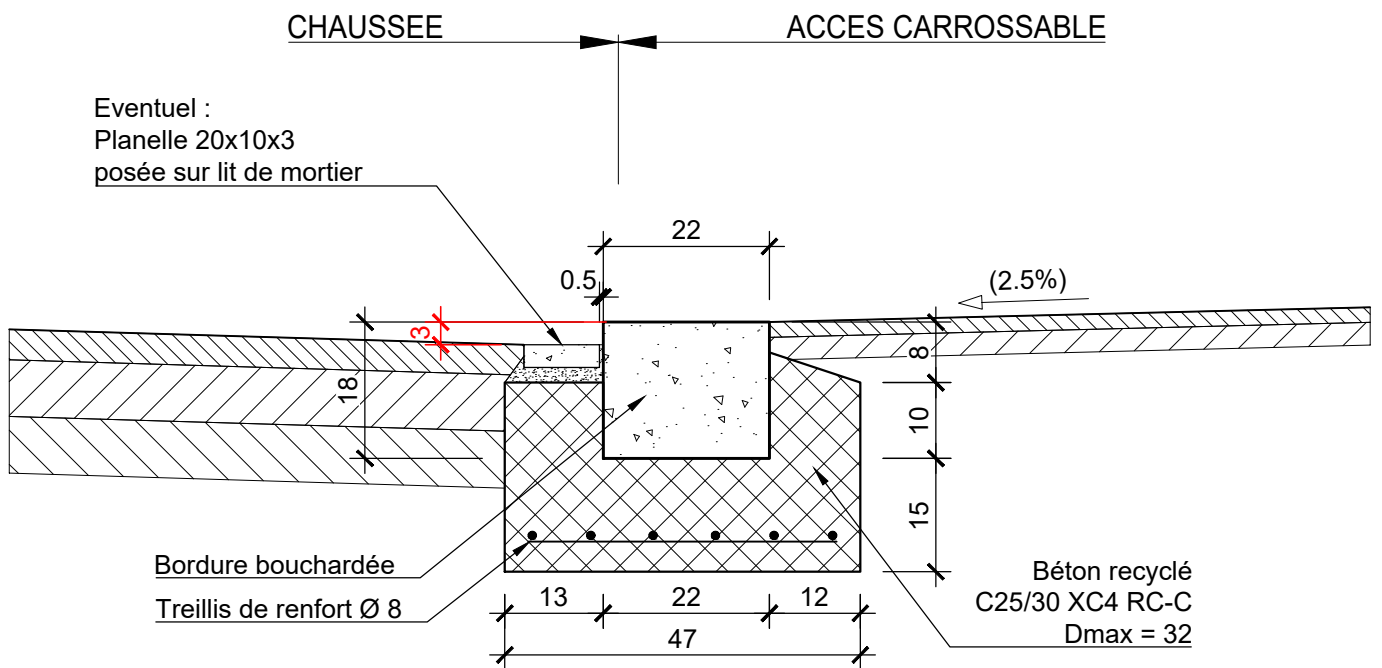 CHAUSSEE
ACCES CARROSSABLE
Eventuel :
Planelle 20x10x3
posée sur lit de mortier
22
0.5
(2.5%)
3
18
8
10
15
Bordure bouchardée
Treillis de renfort Ø 8
13
22
12
47
Béton recyclé
C25/30 XC4 RC-C
Dmax = 32